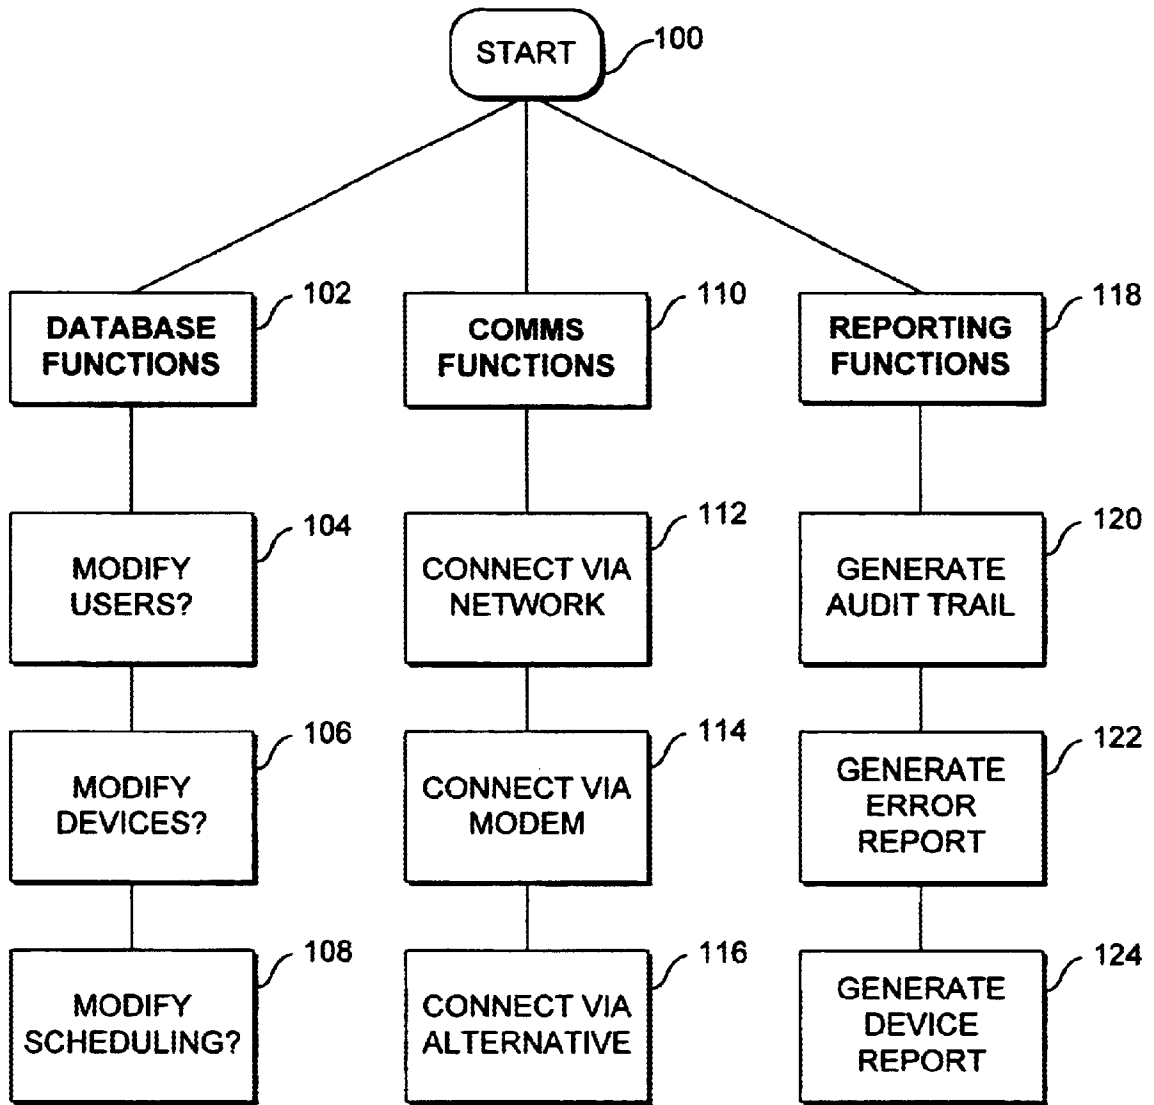 START
100
DATABASE
FUNCTIONS
102
COMMS
FUNCTIONS
110
REPORTING
FUNCTIONS
118
MODIFY
USERS?
104
CONNECT VIA
NETWORK
112
GENERATE
AUDIT TRAIL
120
MODIFY
DEVICES?
106
CONNECT VIA
MODEM
114
GENERATE
ERROR
REPORT
122
MODIFY
SCHEDULING?
108
CONNECT VIA
ALTERNATIVE
116
GENERATE
DEVICE
REPORT
124